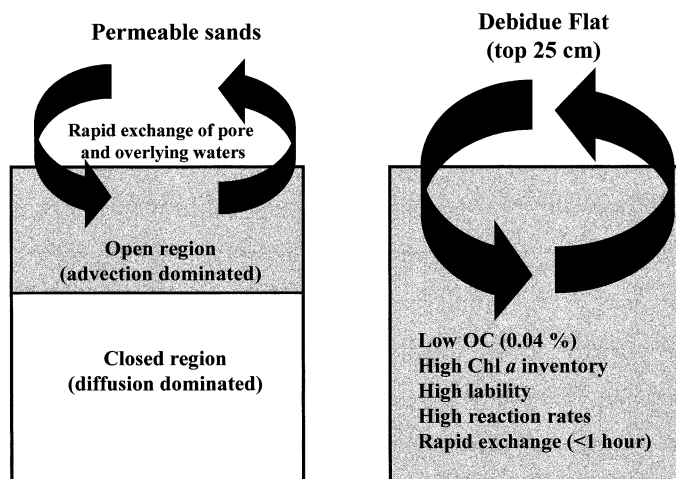 Permeable sands
Rapid exchange of pore
and overlying waters
Open region
(advection dominated)
Closed region
(diffusion dominated)
Debidue Flat
(top 25 cm)
Low OC (0.04 %)
High Chl a inventory
High lability
High reaction rates
Rapid exchange (<1 hour)